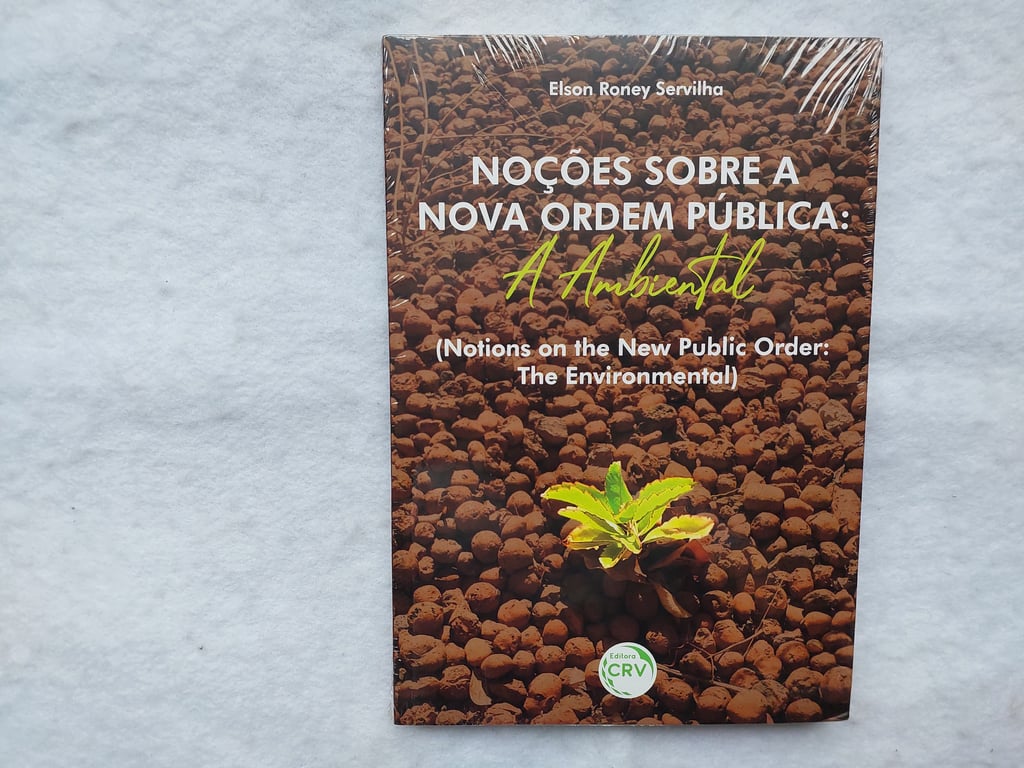 Elson Roney Servilha
NOÇÕES SOBRE A
NOVA ORDEM PÚBLICA:
A Ambiental
(Notions on the New Public Order:
The Environmental)
Editora
CRV